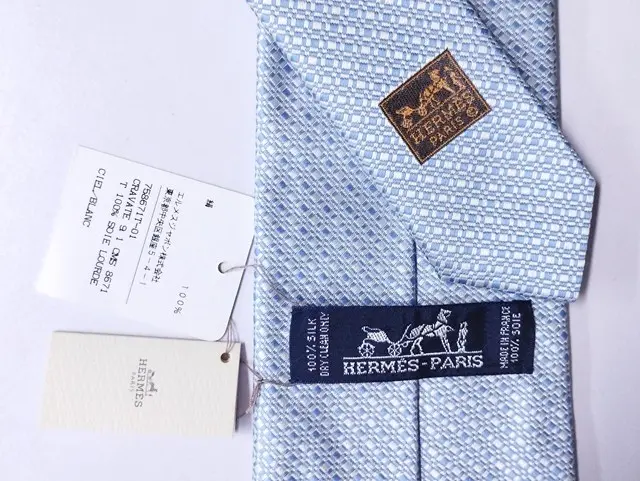 HERMÈS
PARIS ©
絹 100%
エルメスジャポン株式会社
東京都中央区銀座5-4-1
758671T-01
CRAVATE 9 1 CMS 8671
T 100% SOIE LOURDE
CIEL/BLANC
100% SILK
DRY CLEAN ONLY
HERMÈS-PARIS
MADE IN FRANCE
100% SOIE
HERMÈS
PARIS